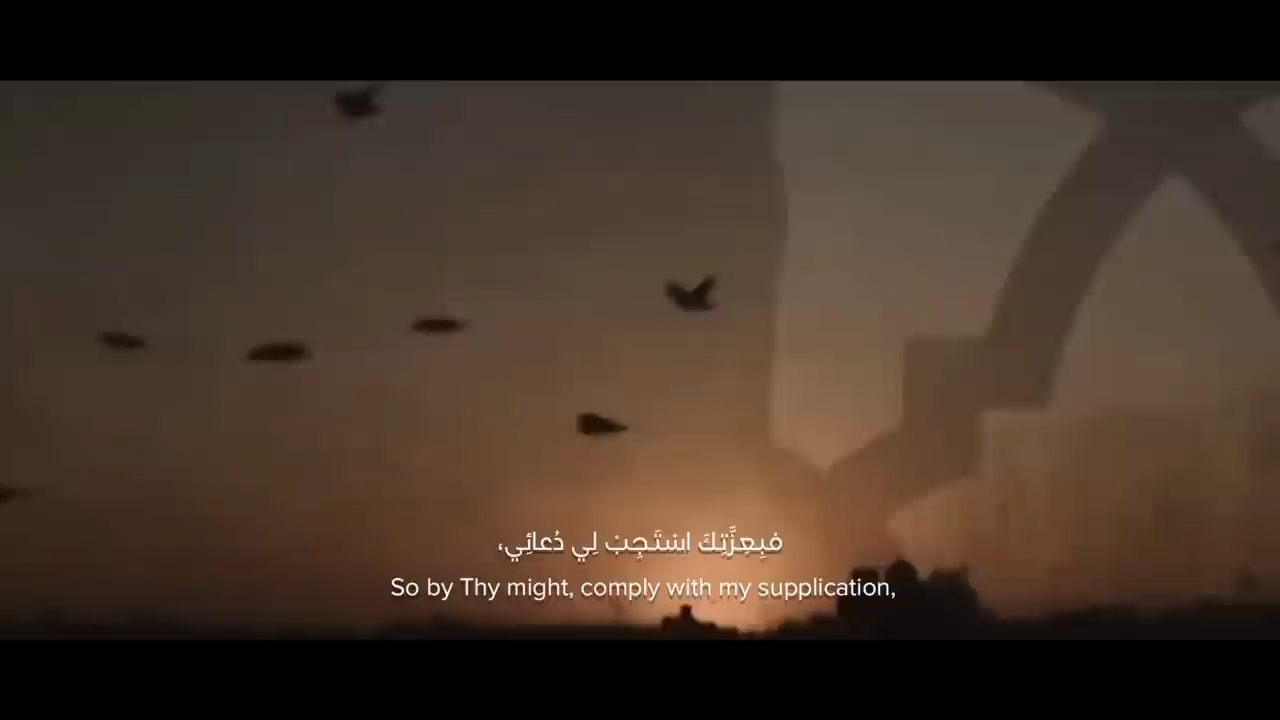 فَبِعِزَّتِكَ اسْتَجِبْ لِي دُعائِي،
So by Thy might, comply with my supplication,